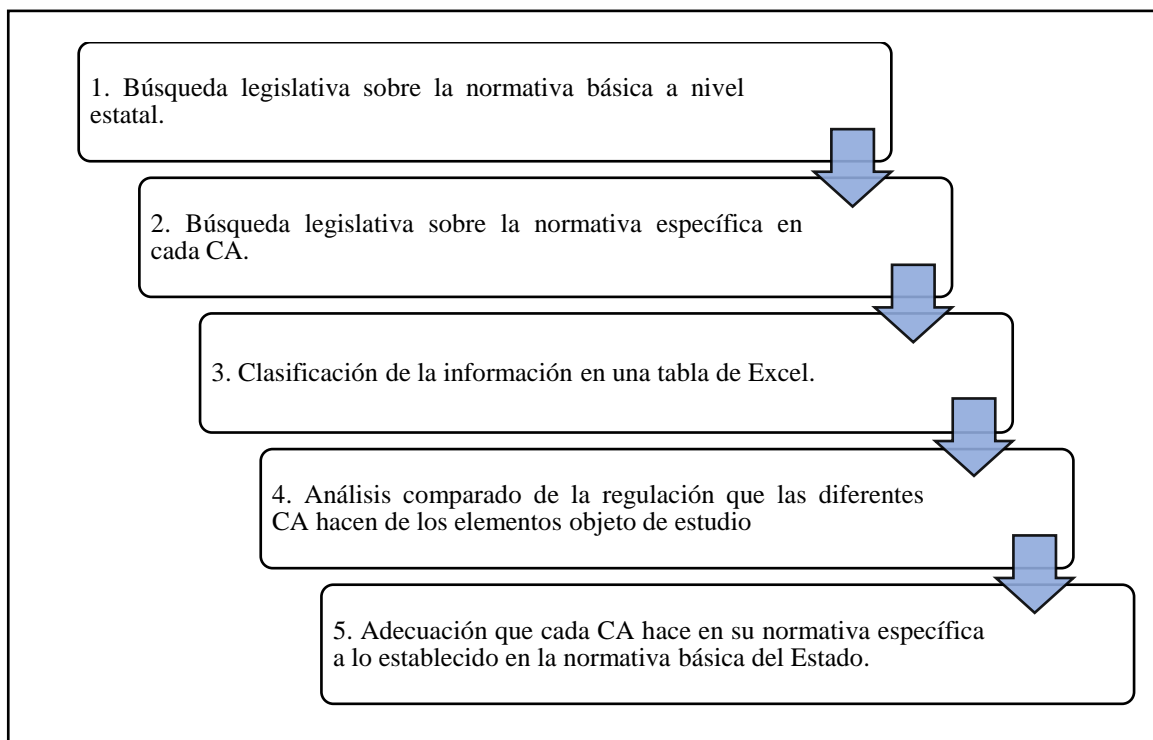 1. Búsqueda legislativa sobre la normativa básica a nivel
estatal.
2. Búsqueda legislativa sobre la normativa específica en
cada CA.
3. Clasificación de la información en una tabla de Excel.
4. Análisis comparado de la regulación que las diferentes
CA hacen de los elementos objeto de estudio
5. Adecuación que cada CA hace en su normativa específica
a lo establecido en la normativa básica del Estado.